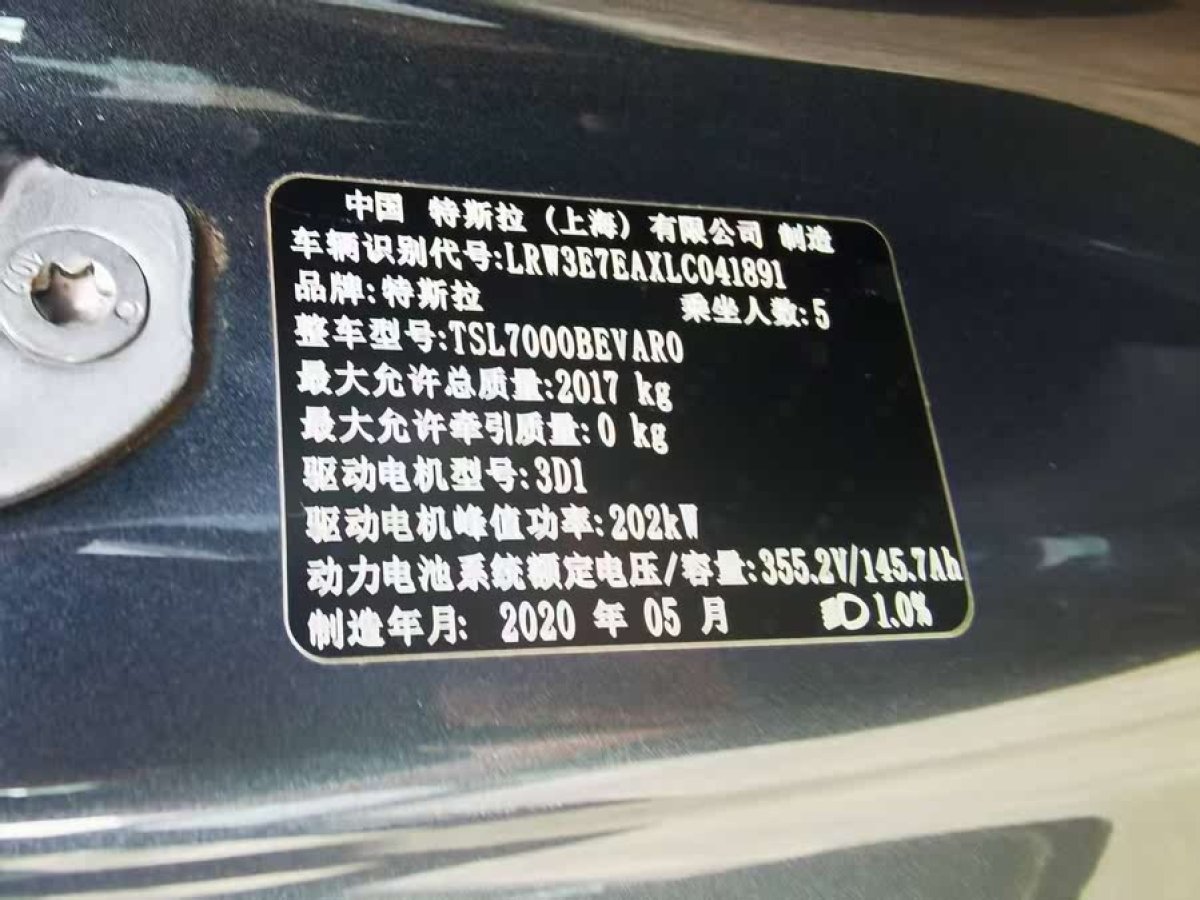 中国 特斯拉（上海）有限公司 制造
车辆识别代号:LRW3E7EAXLC041891
品牌:特斯拉 乘坐人数:5
整车型号:TSL7000BEVAR0
最大允许总质量:2017 kg
最大允许牵引质量:0 kg
驱动电机型号:3D1
驱动电机峰值功率:202kW
动力电池系统额定电压/容量:355.2V/145.7Ah
制造年月: 2020 年 05 月 1.0%